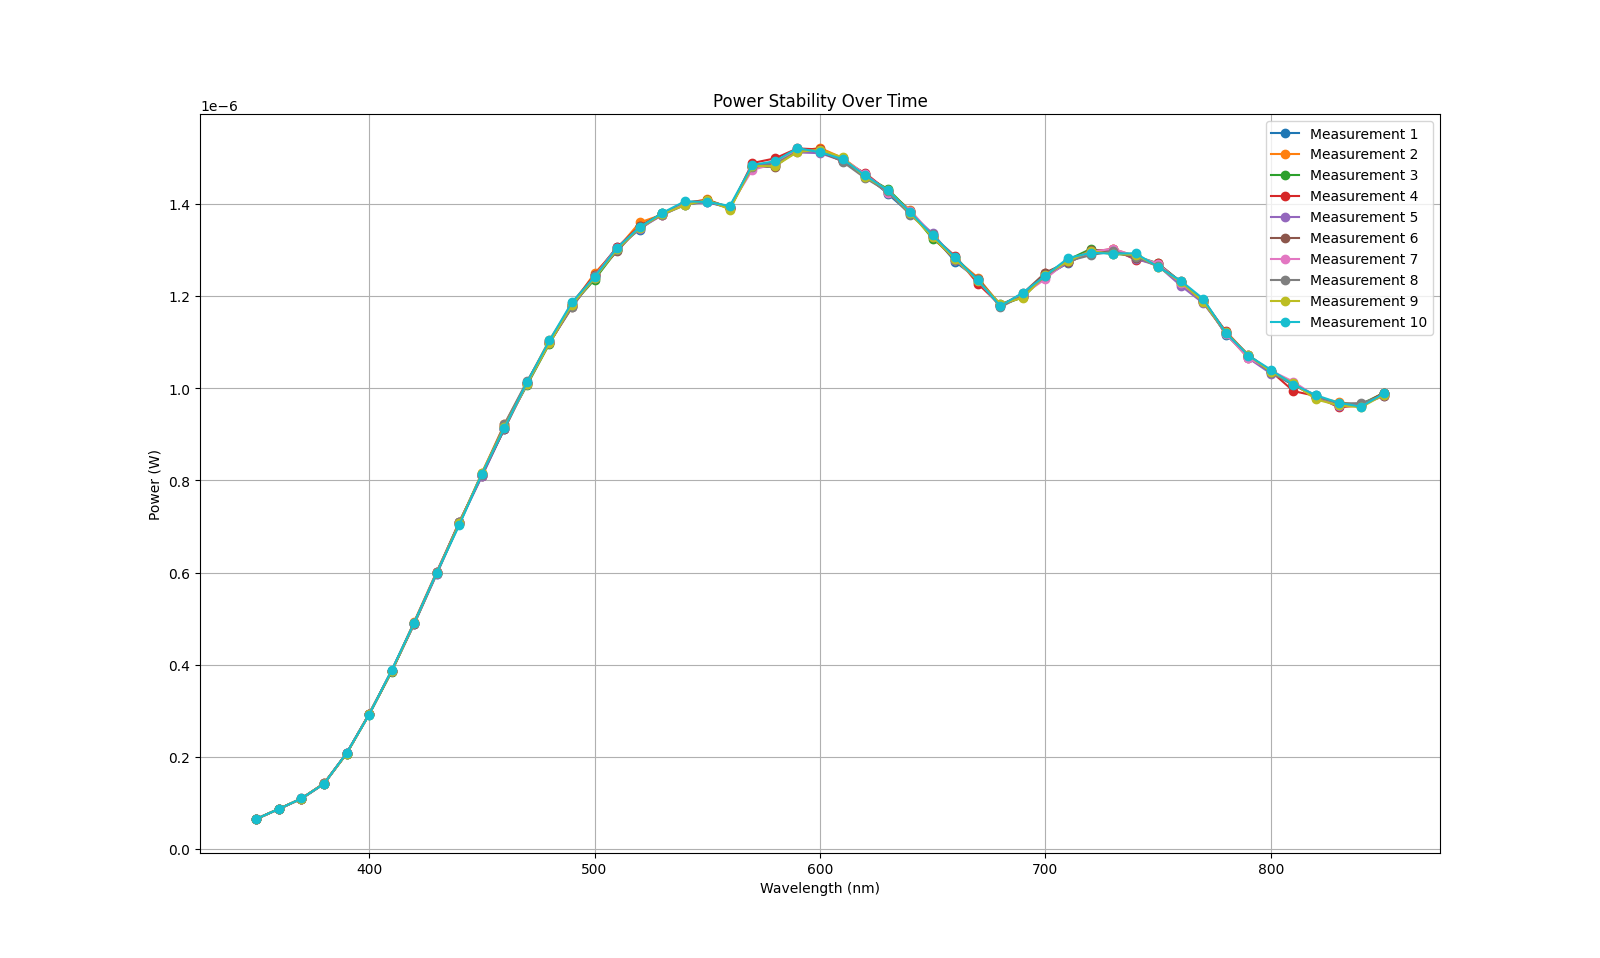 Power Stability Over Time
1e−6
Measurement 1
Measurement 2
Measurement 3
Measurement 4
Measurement 5
Measurement 6
Measurement 7
Measurement 8
Measurement 9
Measurement 10
1.4
1.2
1.0
0.8
0.6
0.4
0.2
0.0
Power (W)
400 500 600 700 800
Wavelength (nm)